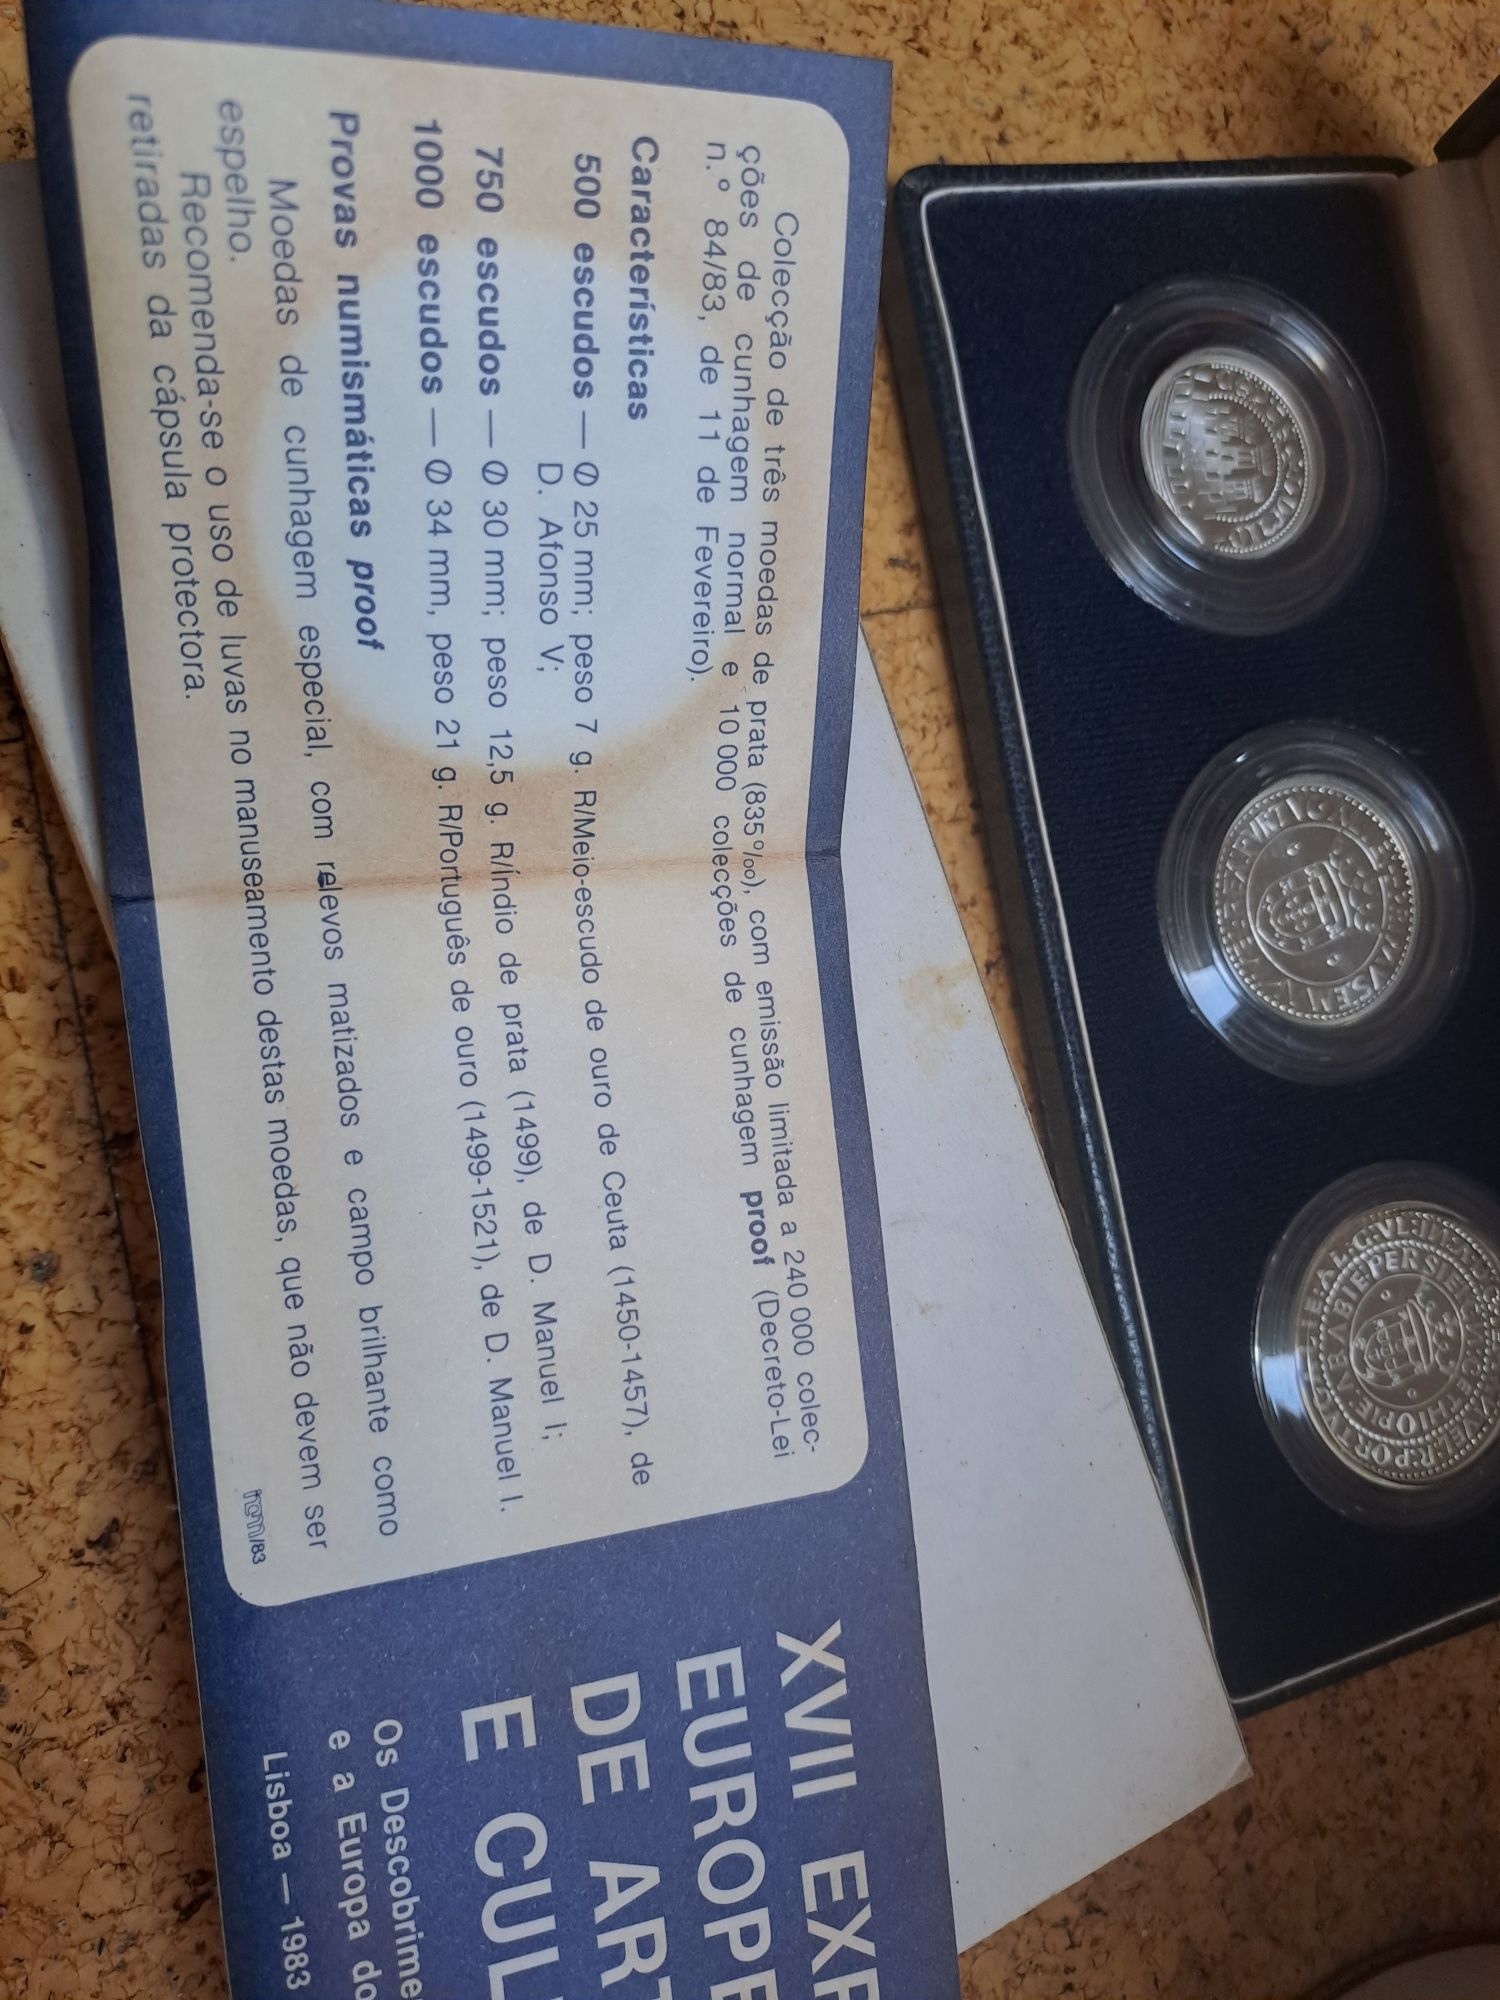 Colecção de três moedas de prata (835‰), com emissão limitada a 240 000 colec-
ções de cunhagem normal e 10 000 colecções de cunhagem proof (Decreto-Lei
n.º 84/83, de 11 de Fevereiro).
Características
500 escudos — ∅ 25 mm; peso 7 g. R/Meio-escudo de ouro de Ceuta (1450-1457), de
D. Afonso V;
750 escudos — ∅ 30 mm; peso 12,5 g. R/Índio de prata (1499), de D. Manuel I;
1000 escudos — ∅ 34 mm, peso 21 g. R/Português de ouro (1499-1521), de D. Manuel I.
Provas numismáticas proof
Moedas de cunhagem especial, com relevos matizados e campo brilhante como
espelho.
Recomenda-se o uso de luvas no manuseamento destas moedas, que não devem ser
retiradas da cápsula protectora.
incm/83
XVII EXP
EUROPE
DE ART
E CUL
Os Descobrime
e a Europa do
Lisboa — 1983